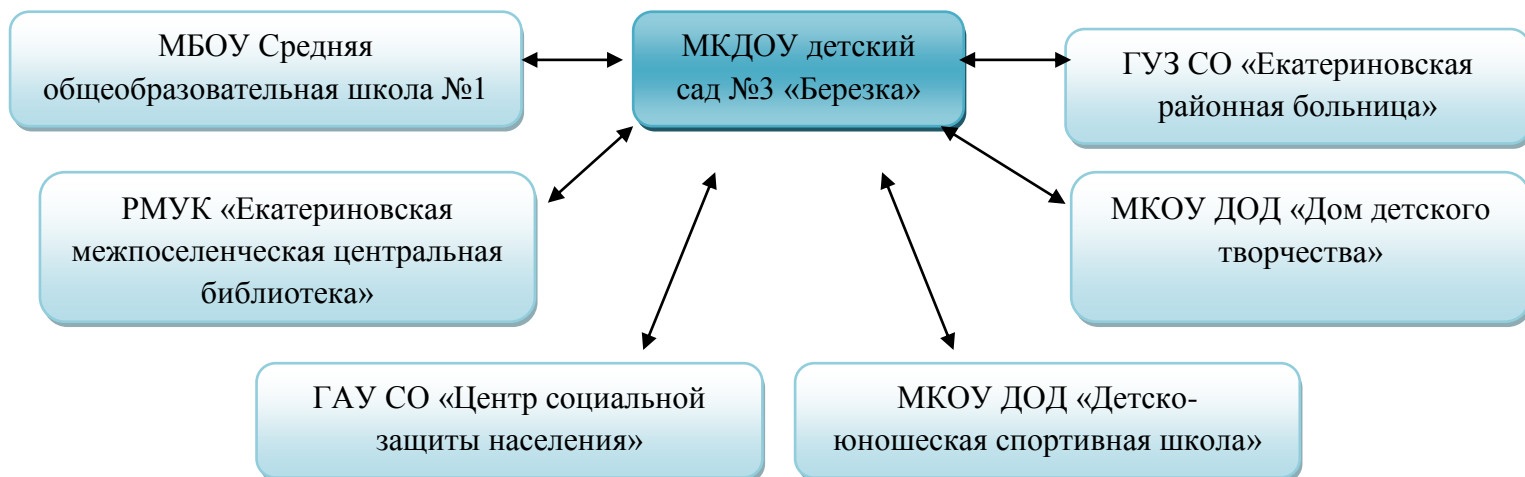 МБОУ Средняя
общеобразовательная школа №1
МКДОУ детский
сад №3 «Березка»
ГУЗ СО «Екатериновская
районная больница»
РМУК «Екатериновская
межпоселенческая центральная
библиотека»
МКОУ ДОД «Дом детского
творчества»
ГАУ СО «Центр социальной
защиты населения»
МКОУ ДОД «Детско-
юношеская спортивная школа»